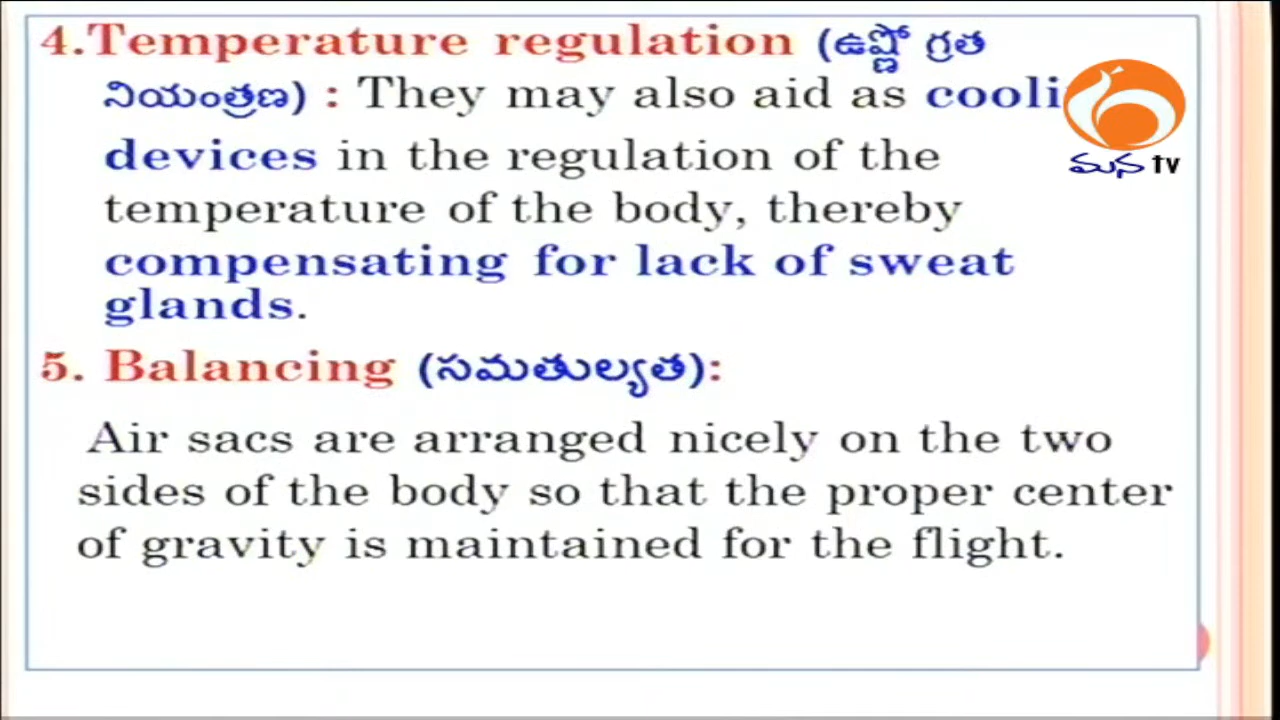 4.Temperature regulation (ఉష్ణో గ్రత
నియంత్రణ) : They may also aid as cooli
devices in the regulation of the
temperature of the body, thereby
compensating for lack of sweat
glands.
5. Balancing (సమతుల్యత):
Air sacs are arranged nicely on the two
sides of the body so that the proper center
of gravity is maintained for the flight.
మన tv